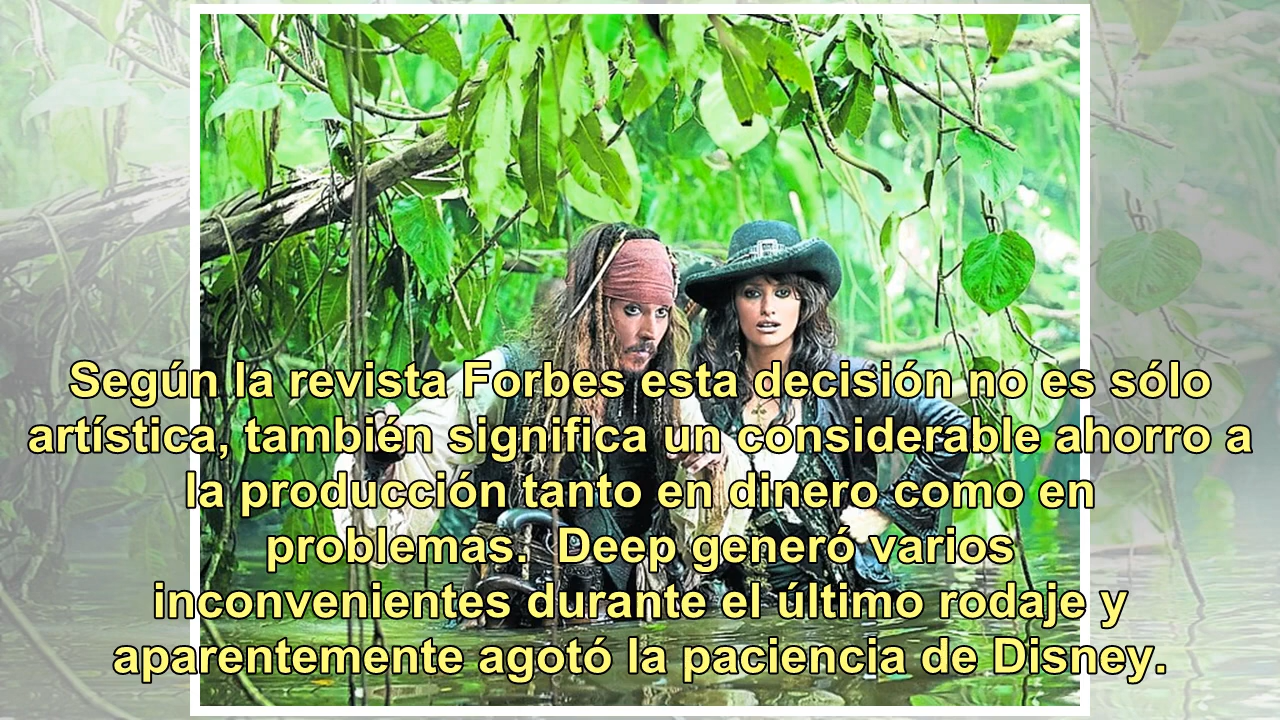 Según la revista Forbes esta decisión no es sólo
artística, también significa un considerable ahorro a
la producción tanto en dinero como en
problemas.  Deep generó varios
inconvenientes durante el último rodaje y
aparentemente agotó la paciencia de Disney.